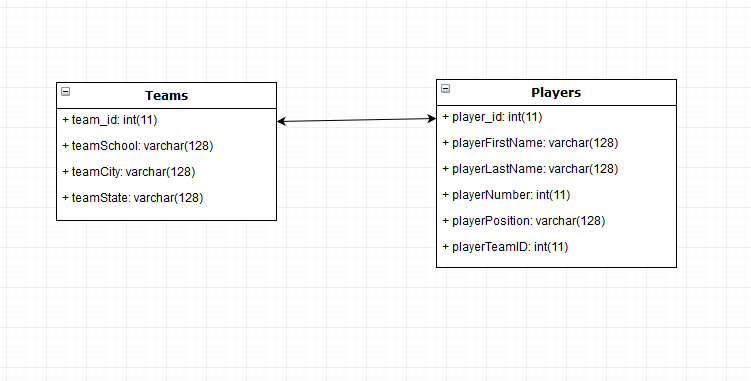 Teams
+ team_id: int(11)
+ teamSchool: varchar(128)
+ teamCity: varchar(128)
+ teamState: varchar(128)
Players
+ player_id: int(11)
+ playerFirstName: varchar(128)
+ playerLastName: varchar(128)
+ playerNumber: int(11)
+ playerPosition: varchar(128)
+ playerTeamID: int(11)